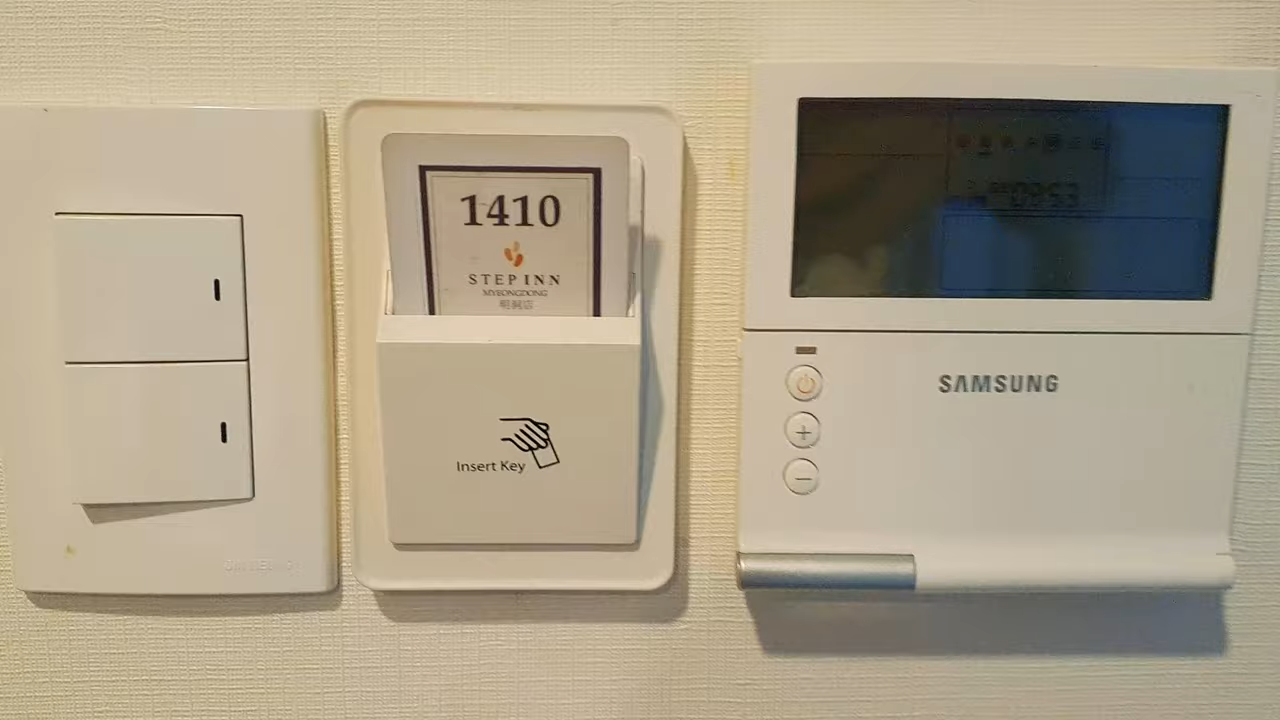 1410
STEP INN
MYEONGDONG
明洞店
Insert Key
SAMSUNG